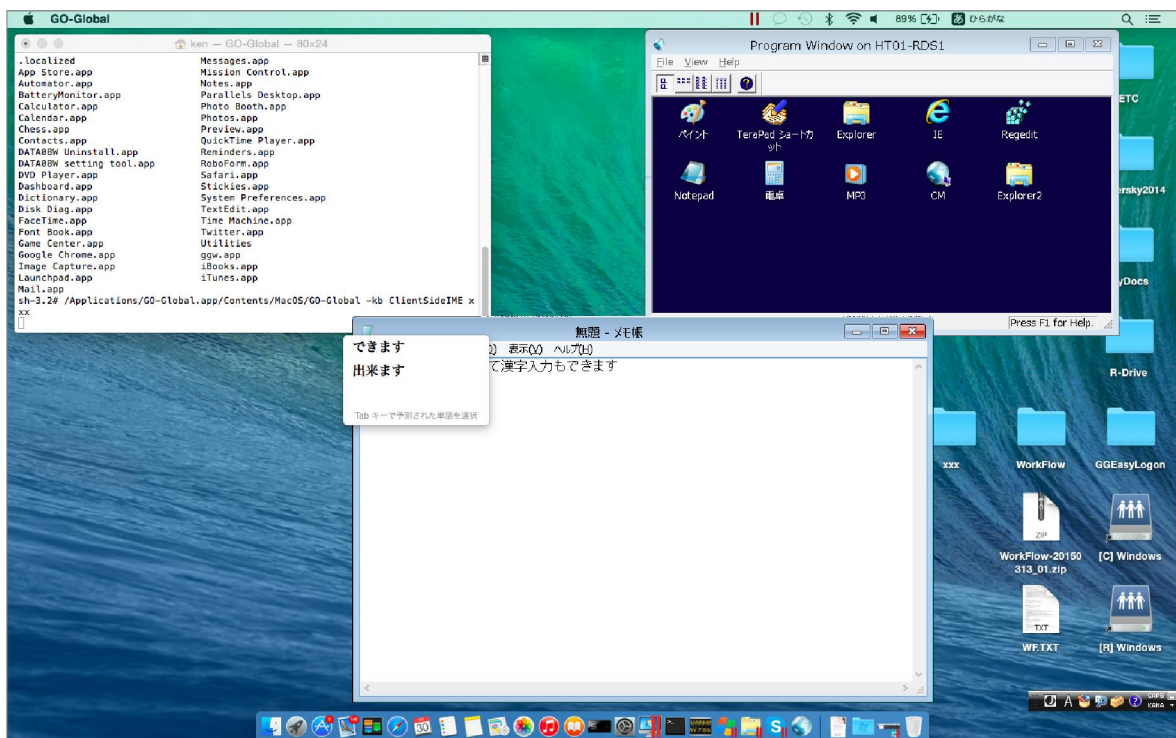 GO-Global
89%
ひらがな
ken — GO-Global — 80×24
.localized Messages.app
App Store.app Mission Control.app
Automator.app Notes.app
BatteryMonitor.app Parallels Desktop.app
Calculator.app Photo Booth.app
Calendar.app Photos.app
Chess.app Preview.app
Contacts.app QuickTime Player.app
DATA08W Uninstall.app Reminders.app
DATA08W setting tool.app RoboForm.app
DVD Player.app Safari.app
Dashboard.app Stickies.app
Dictionary.app System Preferences.app
Disk Diag.app TextEdit.app
FaceTime.app Time Machine.app
Font Book.app Twitter.app
Game Center.app Utilities
Google Chrome.app ggw.app
Image Capture.app iBooks.app
Launchpad.app iTunes.app
Mail.app
sh-3.2# /Applications/GO-Global.app/Contents/MacOS/GO-Global -kb ClientSideIME x
xx
Program Window on HT01-RDS1
File View Help
ペイント TeraPad ショートカ Explorer IE Regedit
ット
Notepad 電卓 MP3 CM Explorer2
Press F1 for Help.
無題 - メモ帳
表示(V) ヘルプ(H)
て漢字入力もできます
できます
出来ます
Tab キーで予測された単語を選択
ETC
ersky2014
yDocs
R-Drive
xxx WorkFlow GGEasyLogon
ZIP
WorkFlow-20150 [C] Windows
313_01.zip
TXT
WF.TXT [R] Windows
A CAPS
KANA
30